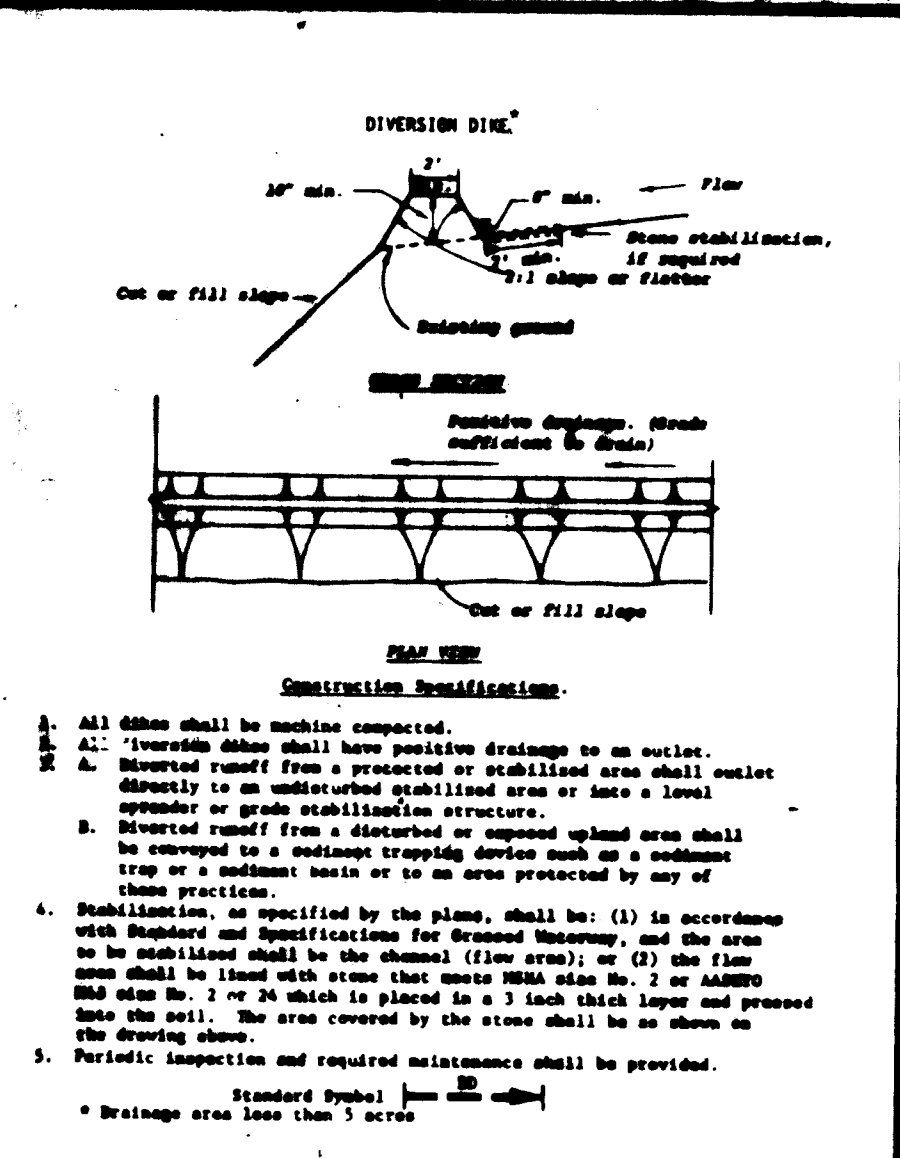 DIVERSION DIKE*
2'
18" min.
6" min.
Flow
Stone stabilization,
if required
2' min.
2:1 slope or flatter
Cut or fill slope
Existing ground
CROSS SECTION
Positive drainage. (Grade
sufficient to drain)
Cut or fill slope
PLAN VIEW
Construction Specifications.
1. All dikes shall be machine compacted.
2. All diversion dikes shall have positive drainage to an outlet.
3. A. Diverted runoff from a protected or stabilized area shall outlet
directly to an undisturbed stabilized area or into a level
spreader or grade stabilization structure.
B. Diverted runoff from a disturbed or exposed upland area shall
be conveyed to a sediment trapping device such as a sediment
trap or a sediment basin or to an area protected by any of
these practices.
4. Stabilization, as specified by the plans, shall be: (1) in accordance
with Standard and Specifications for Grassed Waterway, and the area
to be stabilized shall be the channel (flow area); or (2) the flow
area shall be lined with stone that meets MSHA size No. 2 or AASHTO
M43 size No. 2 or 24 which is placed in a 3 inch thick layer and pressed
into the soil. The area covered by the stone shall be as shown on
the drawing above.
5. Periodic inspection and required maintenance shall be provided.
Standard Symbol
DD
* Drainage area less than 5 acres